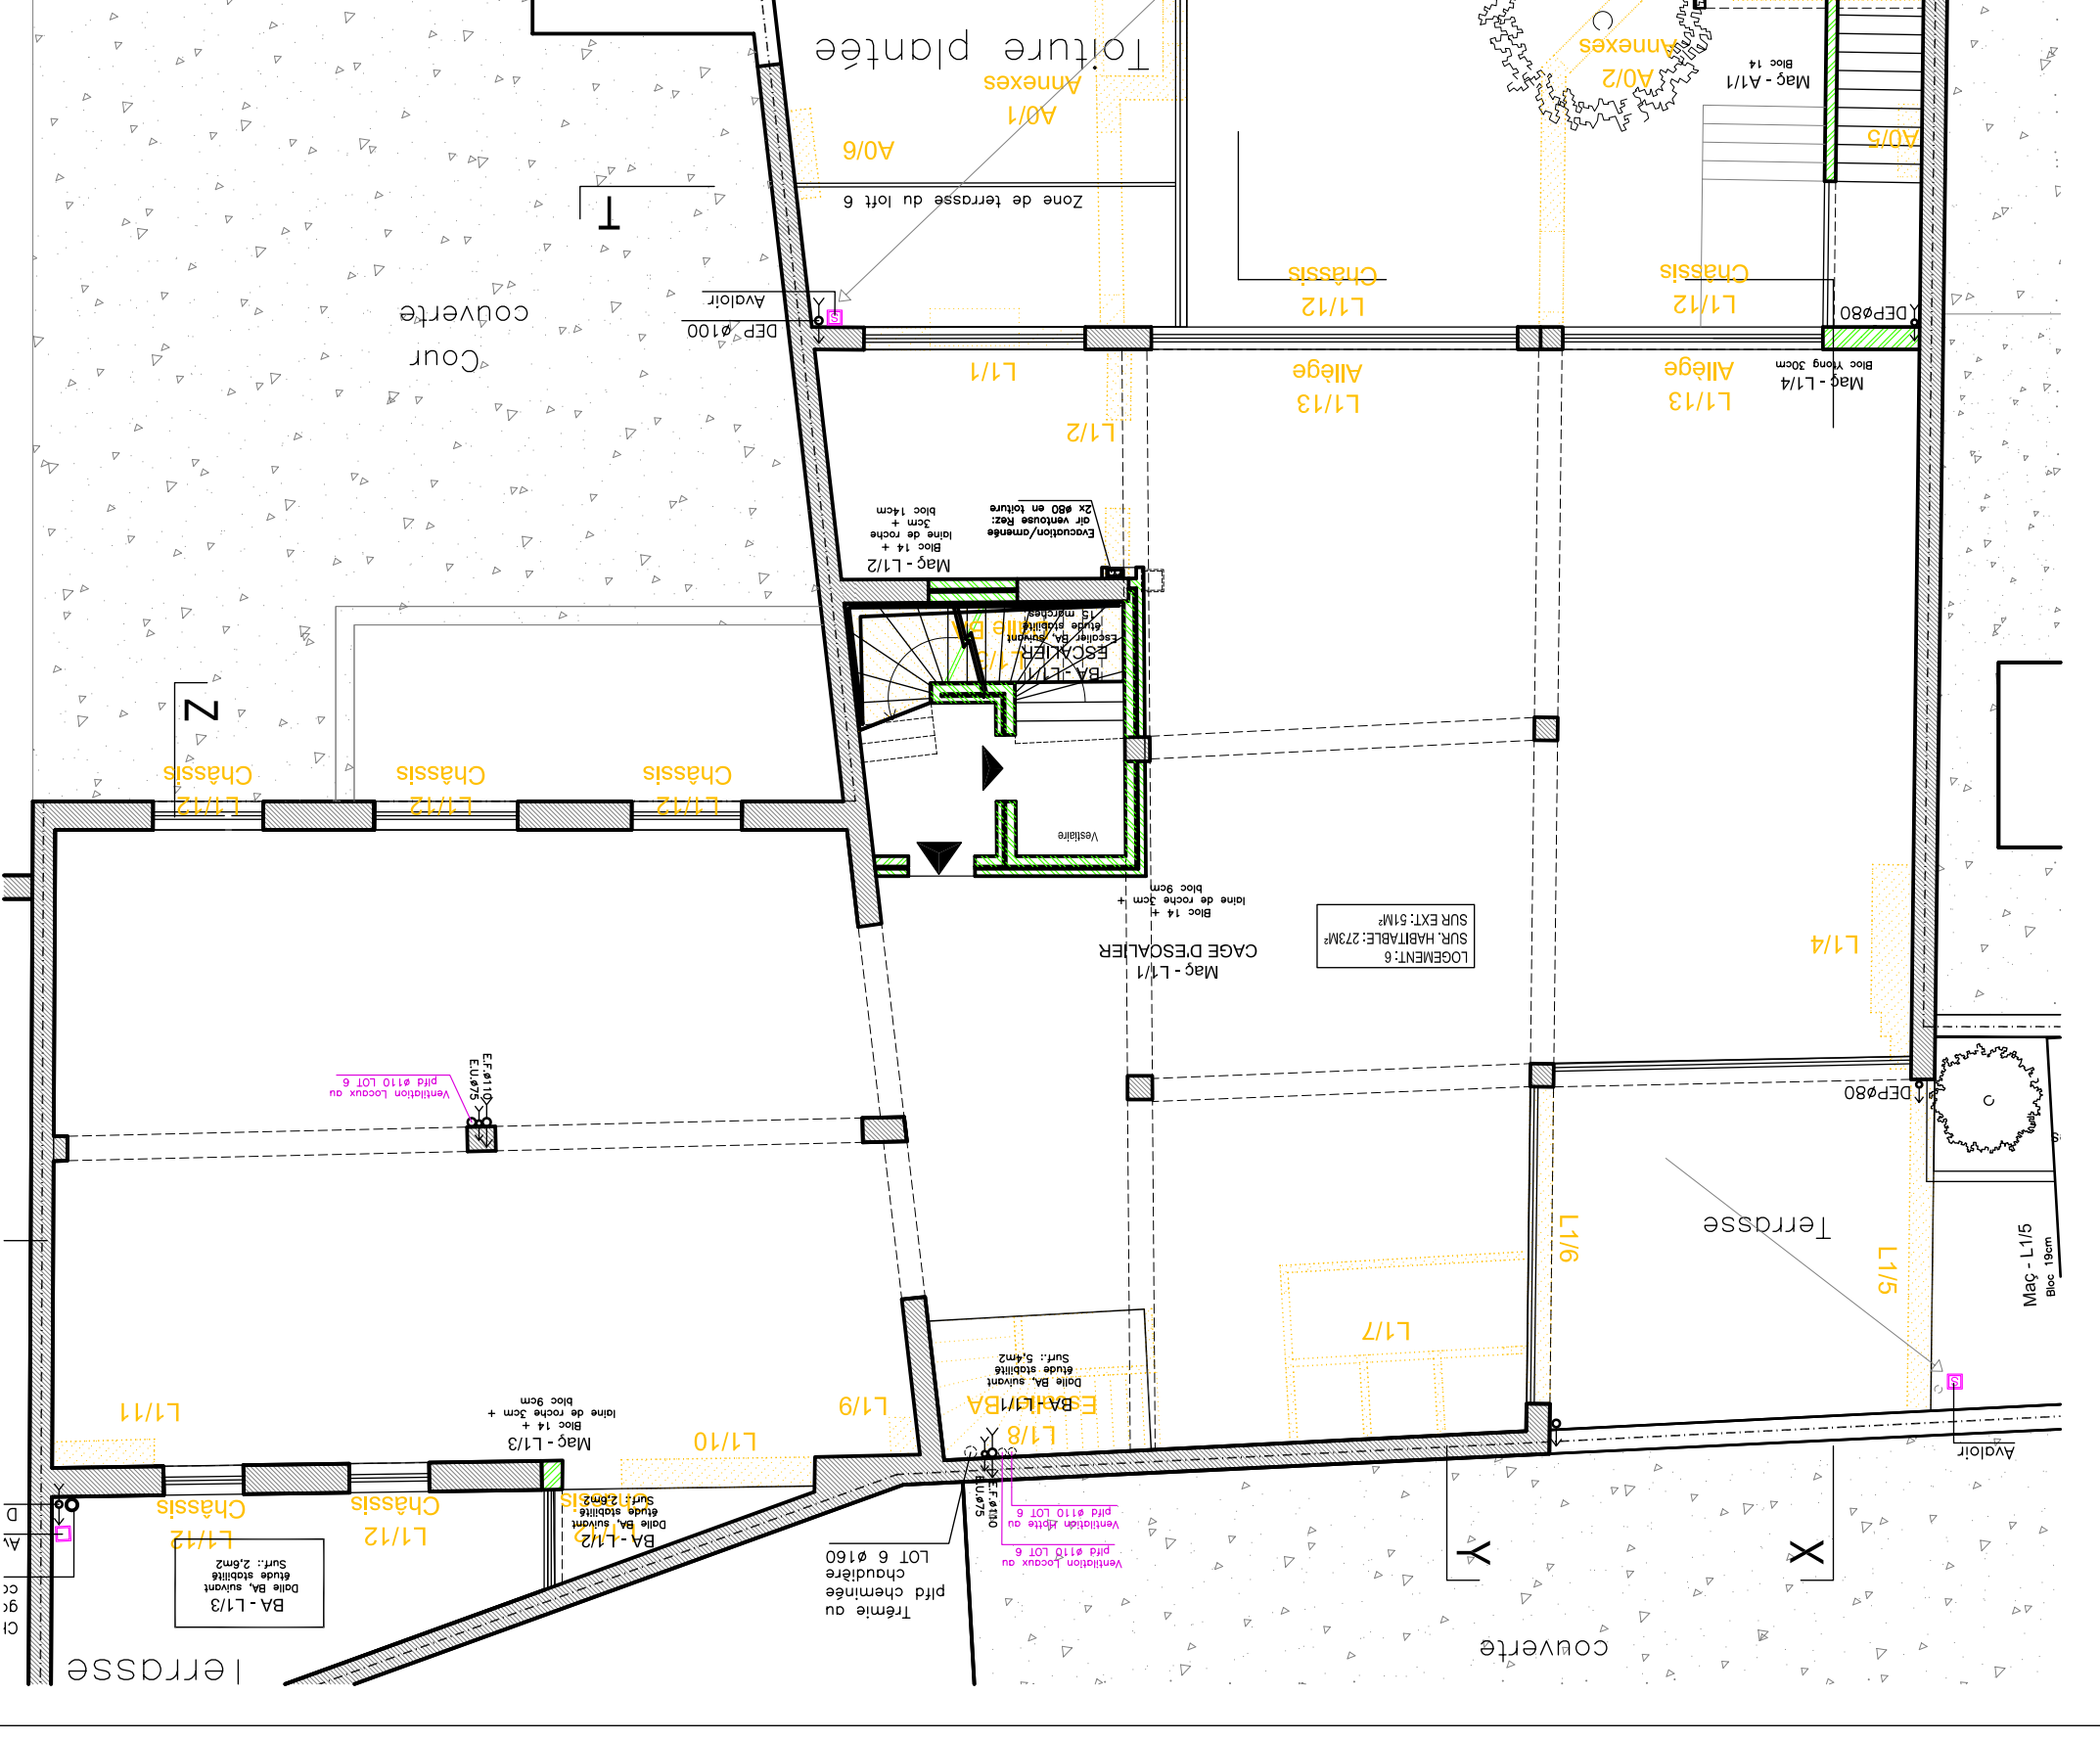 Toiture plantée
A0/1
Annexes
A0/6
Zone de terrasse du loft 6
A0/2
Annexes
C
Maç - A1/1
Bloc 14
A0/5
T
Cour
couverte
Avaloir
DEP ø100
S
L1/12
Châssis
L1/12
Châssis
DEPø80
L1/1
L1/13
Allège
L1/13
Allège
Maç - L1/4
Bloc Ytong 30cm
L1/2
Maç - L1/2
Bloc 14 +
laine de roche
3cm +
bloc 14cm
Evacuation/amenée
air ventouse Rez:
2x ø80 en toiture
BA - L1/1
ESCALIER
Escalier BA, suivant
étude stabilité
15 marches
Z
L1/12
Châssis
L1/12
Châssis
L1/12
Châssis
Vestiaire
Maç - L1/1
CAGE D'ESCALIER
Bloc 14 +
laine de roche 3cm +
bloc 9cm
LOGEMENT: 6
SUR. HABITABLE: 273M²
SUR EXT: 51M²
L1/4
Ventilation Locaux au
plfd ø110 LOT 6
E.U.ø75
E.F.ø110
DEPø80
C
Terrasse
L1/6
L1/5
Maç - L1/5
Bloc 19cm
L1/7
BA - L1/1
Dalle BA, suivant
étude stabilité
Surf.: 5,4m2
L1/8
Escalier BA
L1/9
L1/10
L1/11
Maç - L1/3
Bloc 14 +
laine de roche 3cm +
bloc 9cm
S
Avaloir
L1/12
Châssis
L1/12
Châssis
L1/12
Châssis
BA - L1/2
Dalle BA, suivant
étude stabilité
Surf.: 2,6m2
BA - L1/3
Dalle BA, suivant
étude stabilité
Surf.: 2,6m2
E.U.ø75
E.F.ø110
Ventilation Hotte au
plfd ø110 LOT 6
Ventilation Locaux au
plfd ø110 LOT 6
Trémie au
plfd cheminée
chaudière
LOT 6 ø160
Y
X
couverte
Terrasse